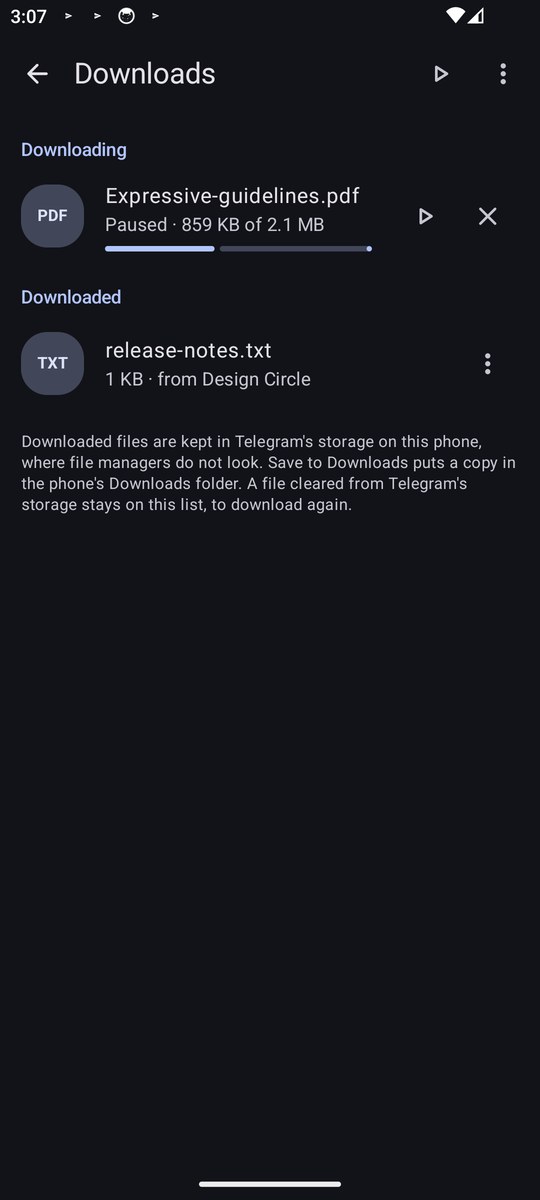 3:07
Downloads
Downloading
PDF
Expressive-guidelines.pdf
Paused · 859 KB of 2.1 MB
Downloaded
TXT
release-notes.txt
1 KB · from Design Circle
Downloaded files are kept in Telegram's storage on this phone,
where file managers do not look. Save to Downloads puts a copy in
the phone's Downloads folder. A file cleared from Telegram's
storage stays on this list, to download again.